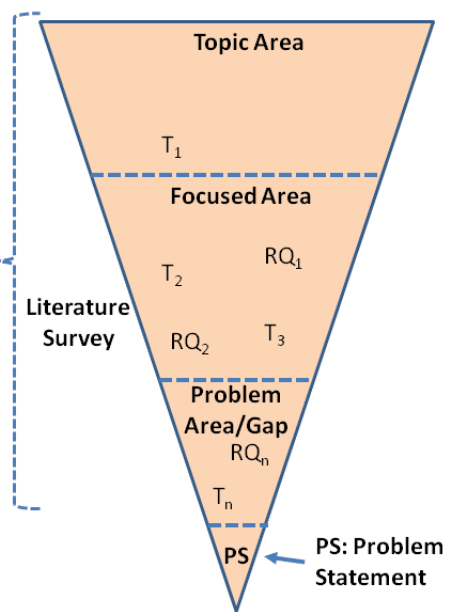 Topic Area
T₁
Focused Area
RQ₁
T₂
Literature
Survey
T₃
RQ₂
Problem
Area/Gap
RQₙ
Tₙ
PS
PS: Problem
Statement